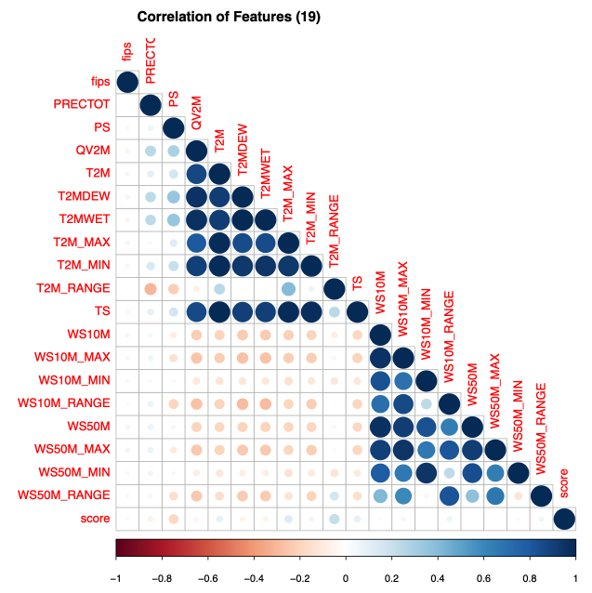 Correlation of Features (19)
fips
PRECTOT
PS
QV2M
T2M
T2MDEW
T2MWET
T2M_MAX
T2M_MIN
T2M_RANGE
TS
WS10M
WS10M_MAX
WS10M_MIN
WS10M_RANGE
WS50M
WS50M_MAX
WS50M_MIN
WS50M_RANGE
score
fips
PRECTOT
PS
QV2M
T2M
T2MDEW
T2MWET
T2M_MAX
T2M_MIN
T2M_RANGE
TS
WS10M
WS10M_MAX
WS10M_MIN
WS10M_RANGE
WS50M
WS50M_MAX
WS50M_MIN
WS50M_RANGE
score
−1 −0.8 −0.6 −0.4 −0.2 0 0.2 0.4 0.6 0.8 1